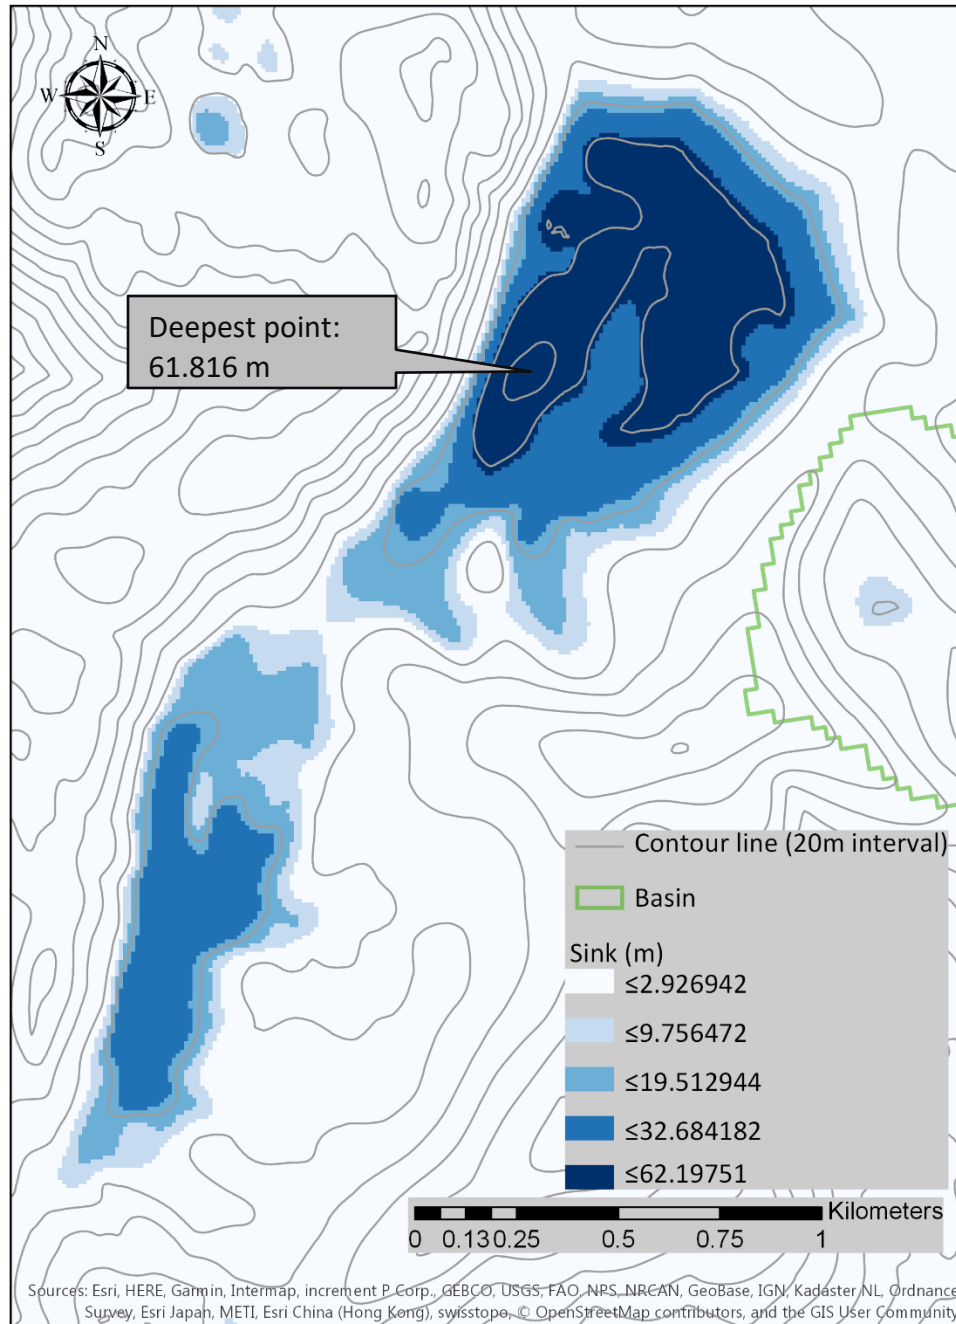 N
W E
S
Deepest point:
61.816 m
Contour line (20m interval)
Basin
Sink (m)
≤2.926942
≤9.756472
≤19.512944
≤32.684182
≤62.19751
Kilometers
0 0.13 0.25 0.5 0.75 1
Sources: Esri, HERE, Garmin, Intermap, increment P Corp., GEBCO, USGS, FAO, NPS, NRCAN, GeoBase, IGN, Kadaster NL, Ordnance
Survey, Esri Japan, METI, Esri China (Hong Kong), swisstopo, © OpenStreetMap contributors, and the GIS User Community